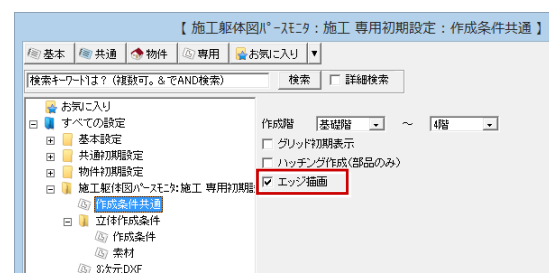 【 施工躯体図パースモニタ：施工 専用初期設定：作成条件共通 】
基本 共通 物件 専用 お気に入り ▼
検索キーワードは？（複数可。& でAND検索） 検索 詳細検索
お気に入り
すべての設定
基本設定
共通初期設定
物件初期設定
施工躯体図パースモニタ:施工 専用初期
作成条件共通
立体作成条件
作成条件
素材
3次元DXF
作成階 基礎階 ～ 4階
グリッド初期表示
ハッチング作成(部品のみ)
エッジ描画